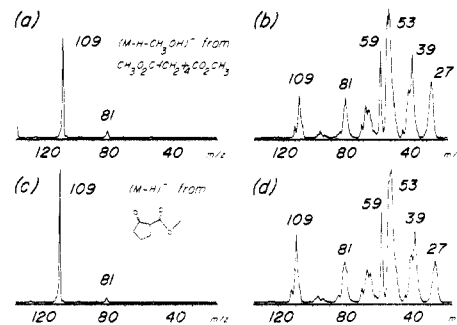 (a)
109
(M-H-CH3OH)⁻ from
CH3O2C-(CH2)4CO2CH3
81
120 80 40 m/z
(b)
53
59
39
27
109
81
120 80 40 m/z
(c)
109
(M-H)⁻ from
81
120 80 40 m/z
(d)
53
59
39
27
109
81
120 80 40 m/z